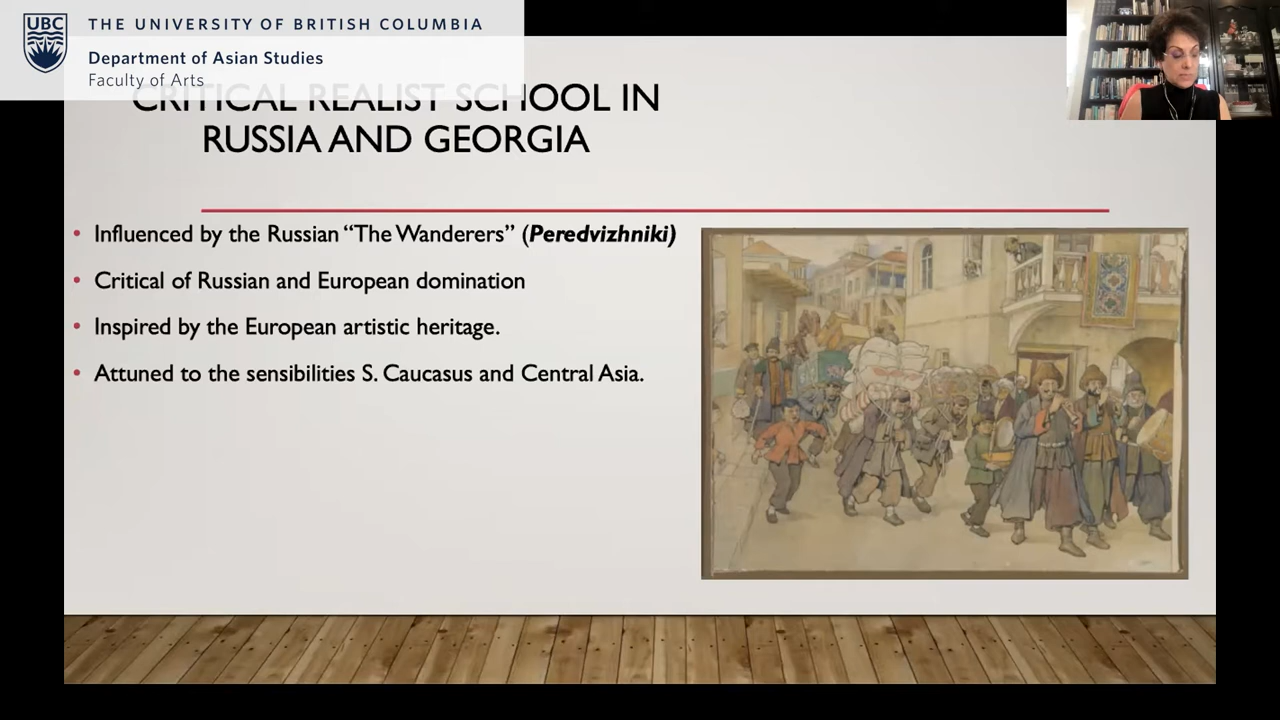 UBC
THE UNIVERSITY OF BRITISH COLUMBIA
Department of Asian Studies
Faculty of Arts
CRITICAL REALIST SCHOOL IN
RUSSIA AND GEORGIA
• Influenced by the Russian “The Wanderers” (Peredvizhniki)
• Critical of Russian and European domination
• Inspired by the European artistic heritage.
• Attuned to the sensibilities S. Caucasus and Central Asia.